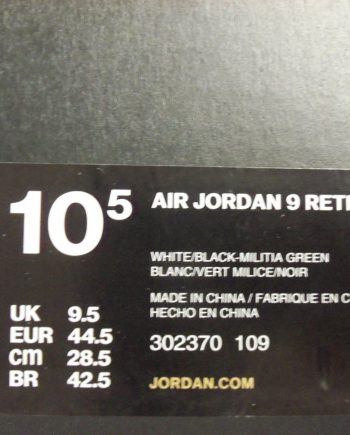 10⁵
AIR JORDAN 9 RET
WHITE/BLACK-MILITIA GREEN
BLANC/VERT MILICE/NOIR
MADE IN CHINA / FABRIQUE EN C
HECHO EN CHINA
UK 9.5
EUR 44.5
cm 28.5
BR 42.5
302370 109
JORDAN.COM